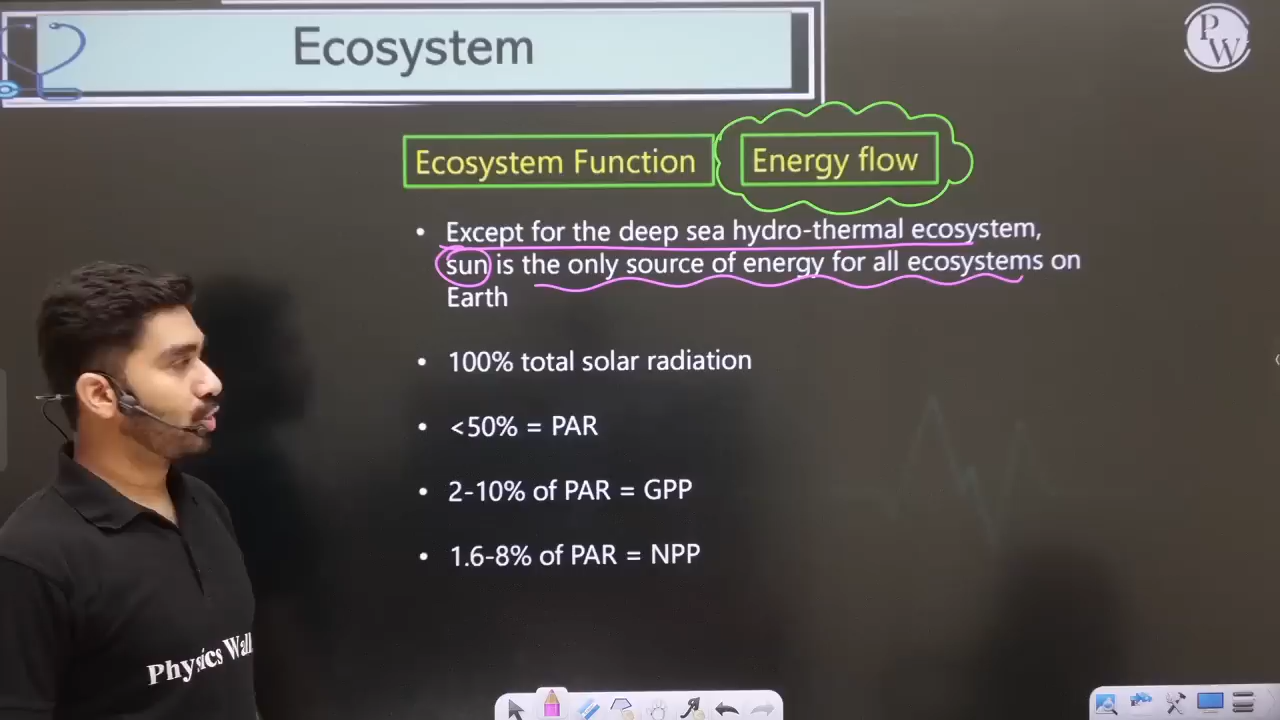 Ecosystem
PW
Ecosystem Function
Energy flow
• Except for the deep sea hydro-thermal ecosystem,
sun is the only source of energy for all ecosystems on
Earth
• 100% total solar radiation
• <50% = PAR
• 2-10% of PAR = GPP
• 1.6-8% of PAR = NPP
Physics Wall